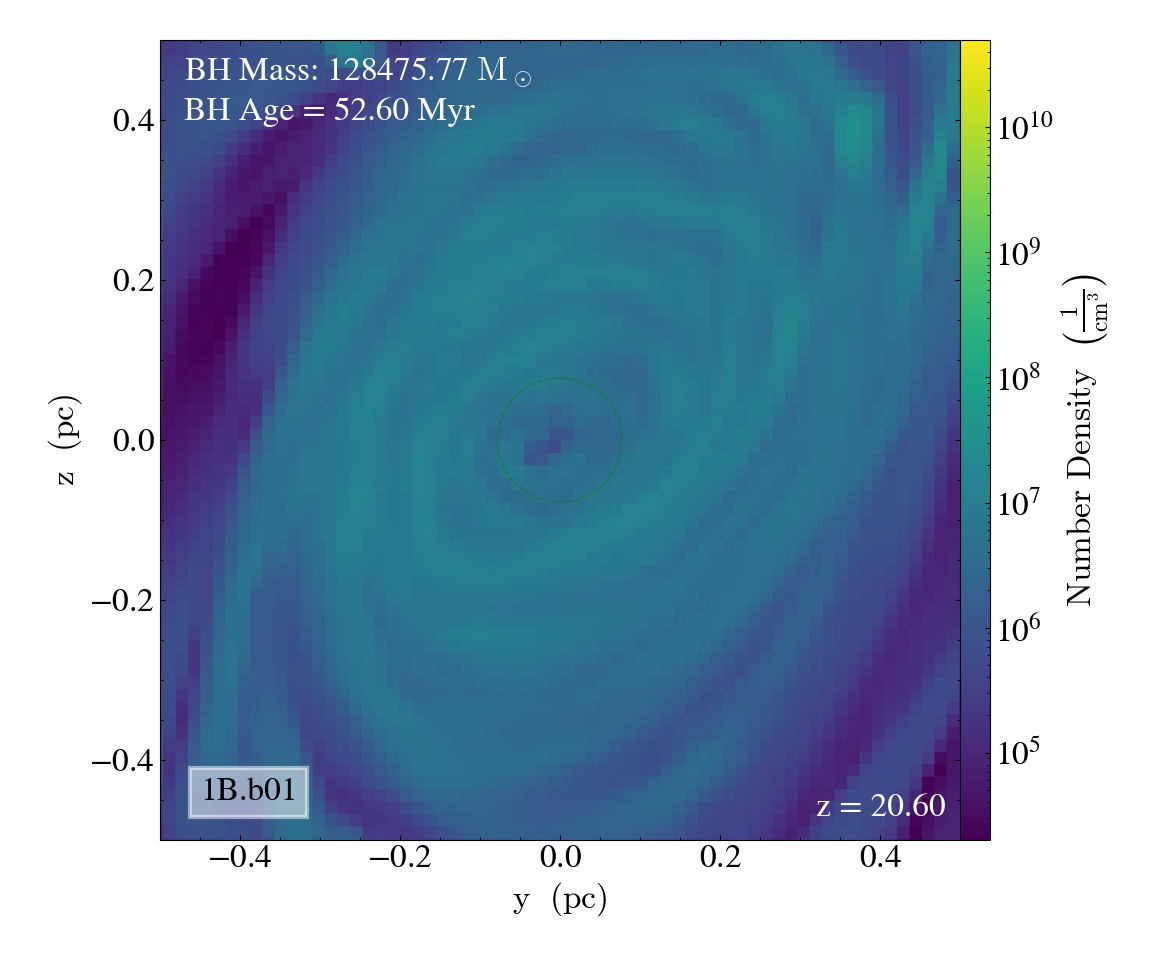 BH Mass: 128475.77 M⊙
BH Age = 52.60 Myr
0.4
0.2
0.0
−0.2
−0.4
z (pc)
1B.b01
z = 20.60
−0.4 −0.2 0.0 0.2 0.4
y (pc)
10¹⁰
10⁹
10⁸
10⁷
10⁶
10⁵
Number Density (1/cm³)